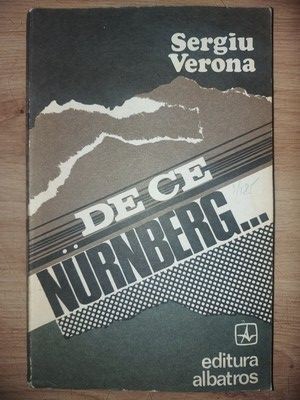 Sergiu
Verona
DE CE
NÜRNBERG....
editura
albatros